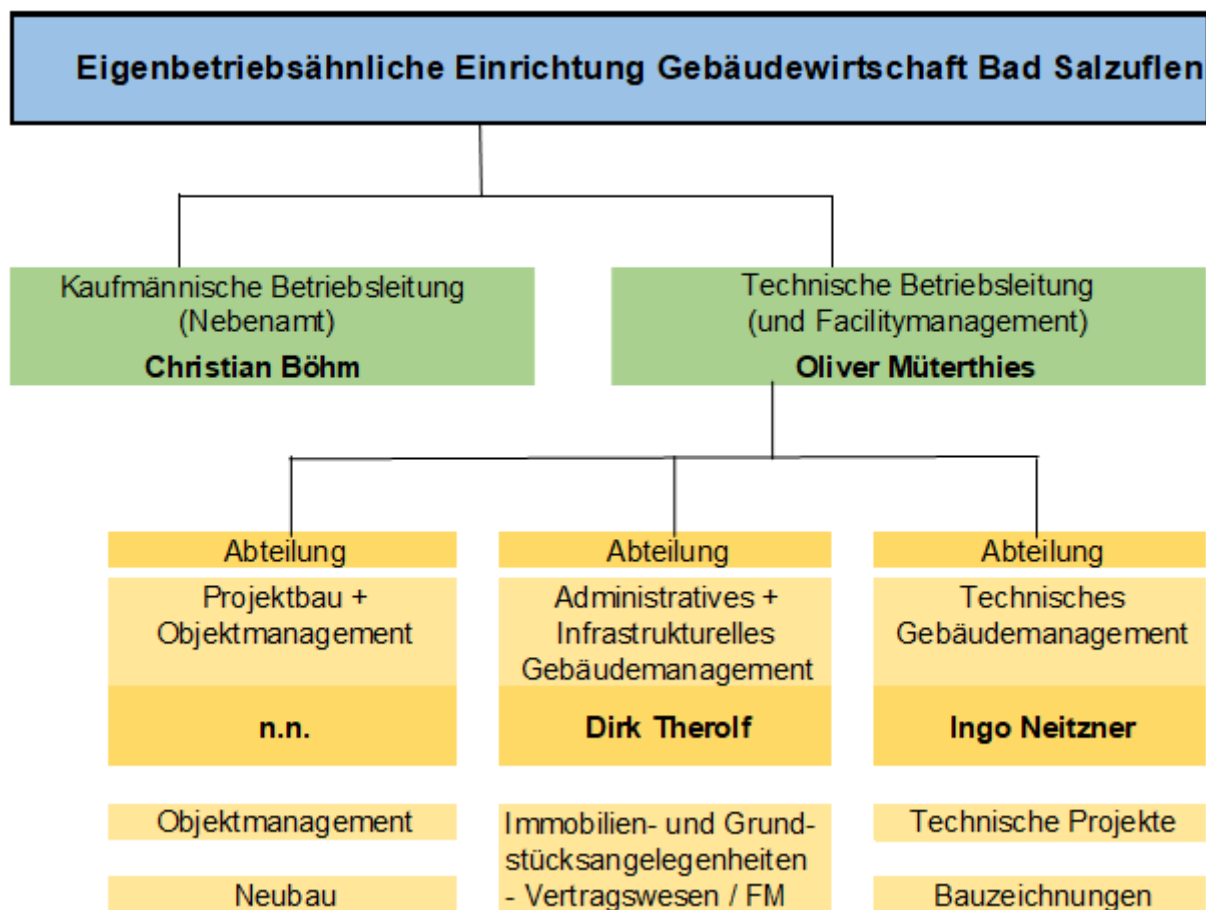 Eigenbetriebsähnliche Einrichtung Gebäudewirtschaft Bad Salzuflen
Kaufmännische Betriebsleitung
(Nebenamt)
Christian Böhm
Technische Betriebsleitung
(und Facilitymanagement)
Oliver Müterthies
Abteilung
Projektbau +
Objektmanagement
n.n.
Objektmanagement
Neubau
Abteilung
Administratives +
Infrastrukturelles
Gebäudemanagement
Dirk Therolf
Immobilien- und Grund-
stücksangelegenheiten
- Vertragswesen / FM
Abteilung
Technisches
Gebäudemanagement
Ingo Neitzner
Technische Projekte
Bauzeichnungen